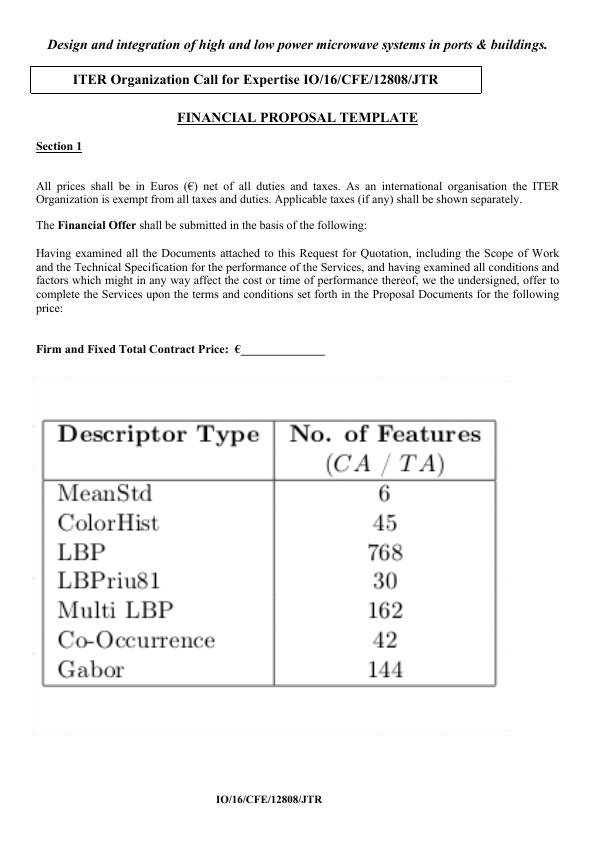 Design and integration of high and low power microwave systems in ports & buildings.
ITER Organization Call for Expertise IO/16/CFE/12808/JTR
FINANCIAL PROPOSAL TEMPLATE
Section 1
All prices shall be in Euros (€) net of all duties and taxes. As an international organisation the ITER
Organization is exempt from all taxes and duties. Applicable taxes (if any) shall be shown separately.
The Financial Offer shall be submitted in the basis of the following:
Having examined all the Documents attached to this Request for Quotation, including the Scope of Work
and the Technical Specification for the performance of the Services, and having examined all conditions and
factors which might in any way affect the cost or time of performance thereof, we the undersigned, offer to
complete the Services upon the terms and conditions set forth in the Proposal Documents for the following
price:
Firm and Fixed Total Contract Price: €______________
Descriptor Type No. of Features
(CA / TA)
MeanStd 6
ColorHist 45
LBP 768
LBPriu81 30
Multi LBP 162
Co-Occurrence 42
Gabor 144
IO/16/CFE/12808/JTR